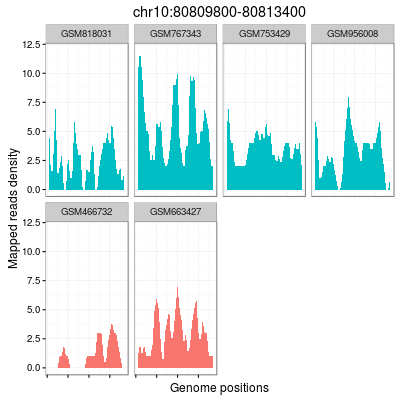 chr10:80809800-80813400
GSM818031 GSM767343 GSM753429 GSM956008
12.5
10.0
7.5
5.0
2.5
0.0
GSM466732 GSM663427
12.5
10.0
7.5
5.0
2.5
0.0
Mapped reads density
Genome positions